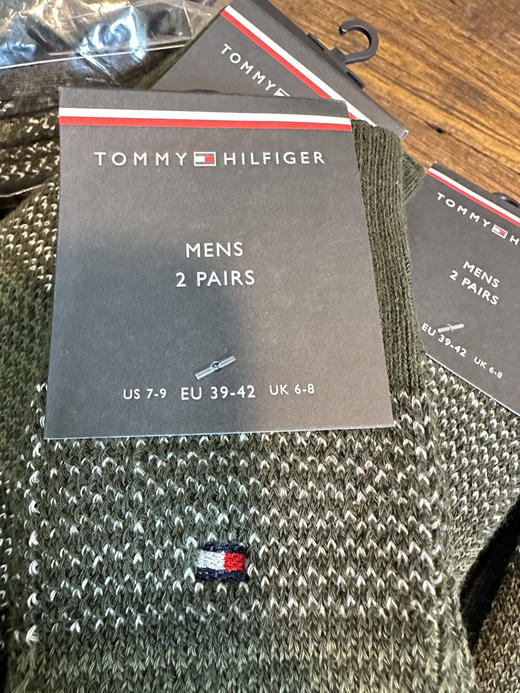 TOMMY HILFIGER
MENS
2 PAIRS
US 7-9 EU 39-42 UK 6-8
TOMMY
TOMMY H
MENS
2 PAIRS
EU 39-42 UK 6-8